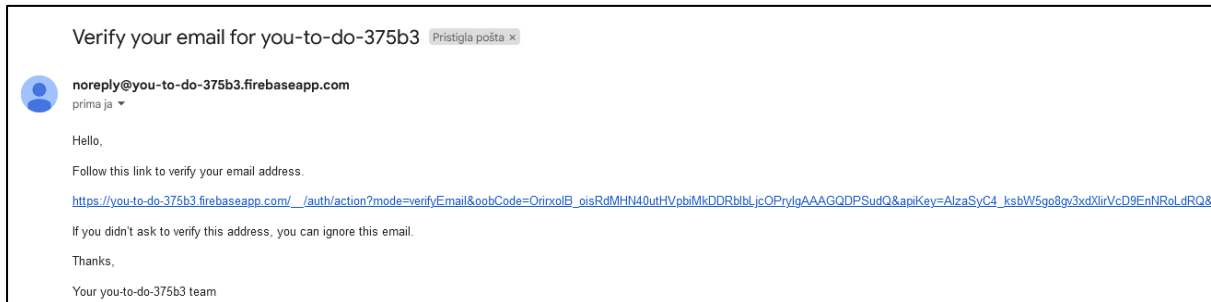 Verify your email for you-to-do-375b3 Pristigla pošta ×
noreply@you-to-do-375b3.firebaseapp.com
prima ja
Hello,
Follow this link to verify your email address.
https://you-to-do-375b3.firebaseapp.com/__/auth/action?mode=verifyEmail&oobCode=OrirxolB_oisRdMHN40utHVpbiMkDDRblbLjcOPrylgAAAGQDPSudQ&apiKey=AlzaSyC4_ksbW5go8gv3xdXlirVcD9EnNRoLdRQ&
If you didn't ask to verify this address, you can ignore this email.
Thanks,
Your you-to-do-375b3 team